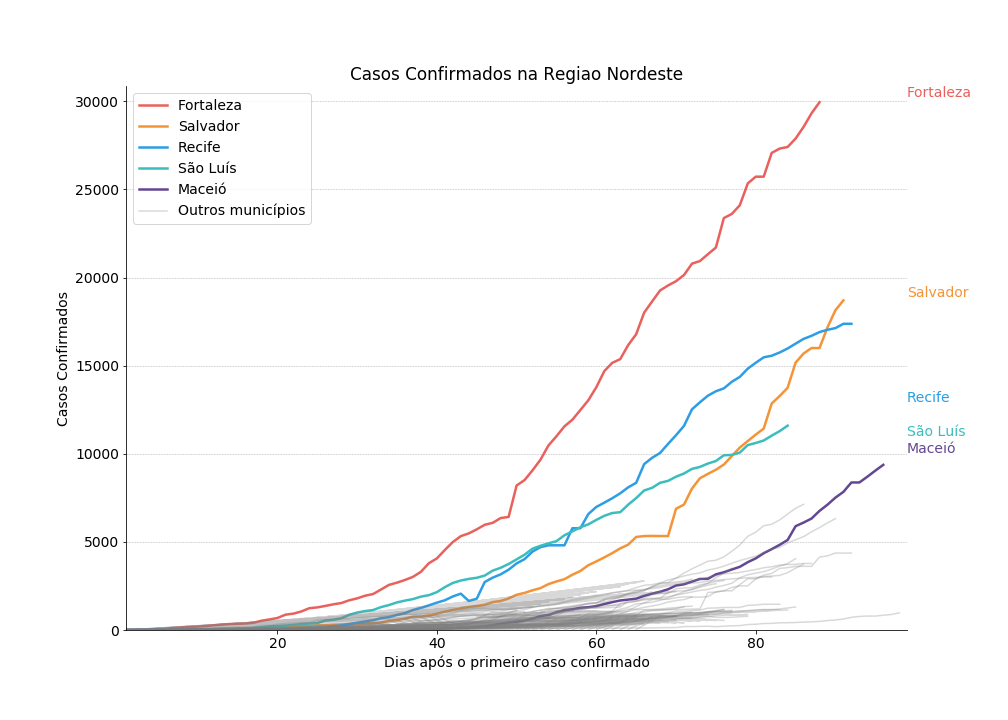 Casos Confirmados na Regiao Nordeste
30000
25000
20000
15000
10000
5000
0
Casos Confirmados
Fortaleza
Salvador
Recife
São Luís
Maceió
Outros municípios
Fortaleza
Salvador
Recife
São Luís
Maceió
20
40
60
80
Dias após o primeiro caso confirmado